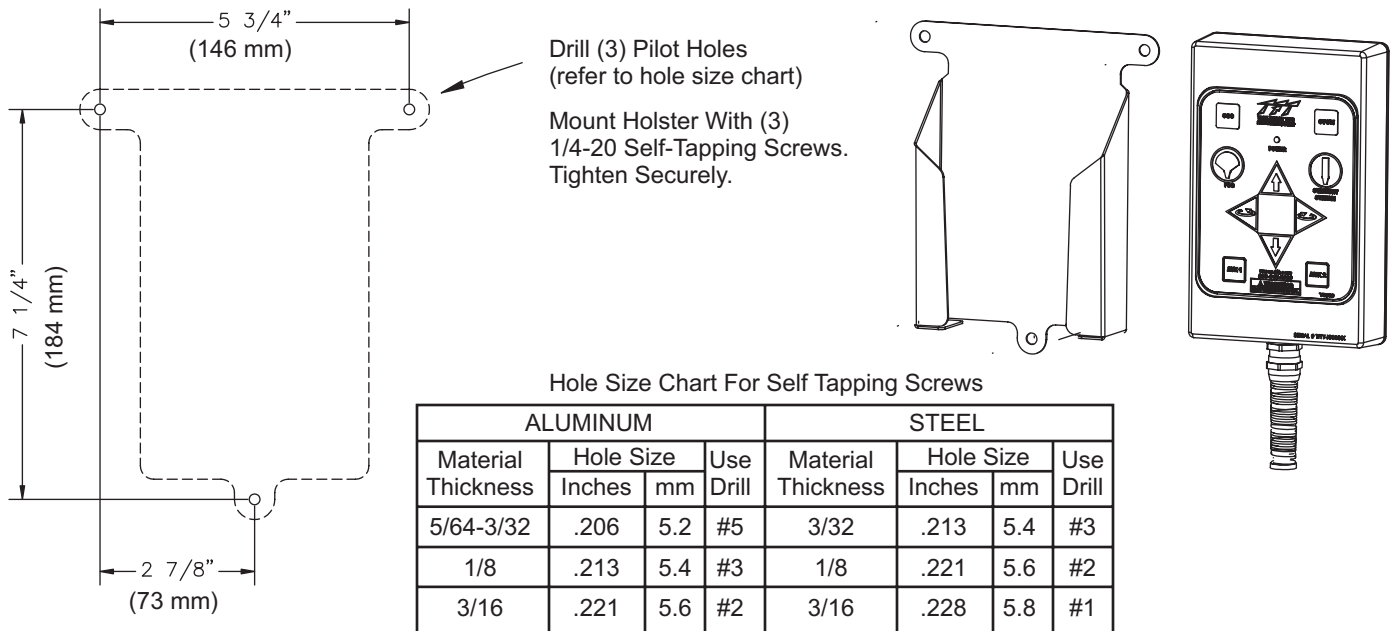 5 3/4”
(146 mm)
Drill (3) Pilot Holes
(refer to hole size chart)
Mount Holster With (3)
1/4-20 Self-Tapping Screws.
Tighten Securely.
7 1/4”
(184 mm)
2 7/8”
(73 mm)
POWER
FOG
Hole Size Chart For Self Tapping Screws
ALUMINUM STEEL
Material Thickness Hole Size Use Drill Material Thickness Hole Size Use Drill
Inches mm Inches mm
5/64-3/32 .206 5.2 #5 3/32 .213 5.4 #3
1/8 .213 5.4 #3 1/8 .221 5.6 #2
3/16 .221 5.6 #2 3/16 .228 5.8 #1